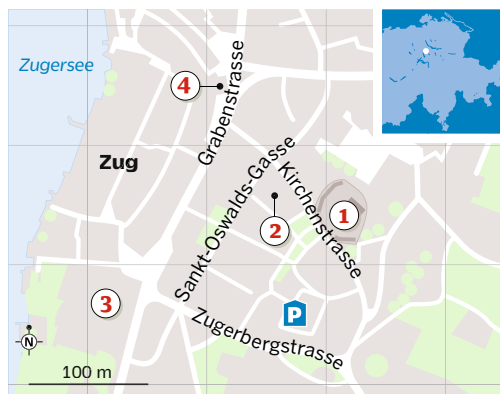 Zugersee
4
Grabenstrasse
Zug
Sankt-Oswalds-Gasse
Kirchenstrasse
1
2
3
P
Zugerbergstrasse
N
100 m